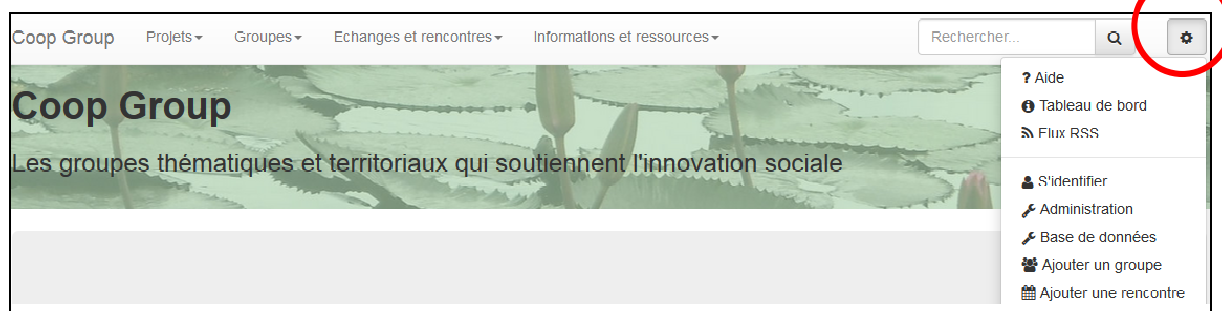 Coop Group Projets Groupes Echanges et rencontres Informations et ressources Rechercher...
? Aide
Tableau de bord
Flux RSS
S'identifier
Administration
Base de données
Ajouter un groupe
Ajouter une rencontre
Coop Group
Les groupes thématiques et territoriaux qui soutiennent l'innovation sociale